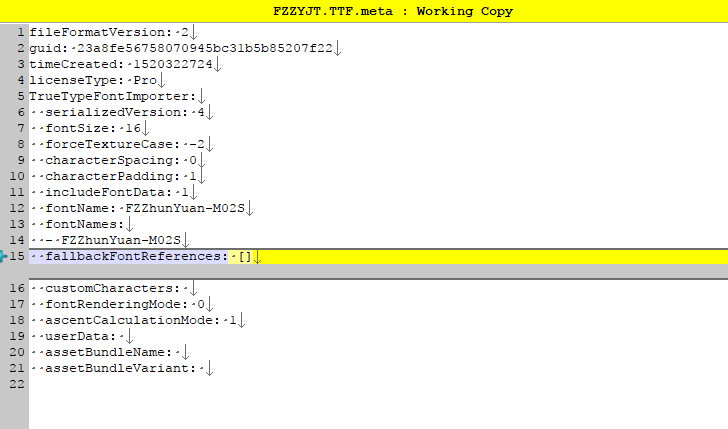 FZZYJT.TTF.meta : Working Copy
1 fileFormatVersion: 2
2 guid: 23a8fe56758070945bc31b5b85207f22
3 timeCreated: 1520322724
4 licenseType: Pro
5 TrueTypeFontImporter:
6   serializedVersion: 4
7   fontSize: 16
8   forceTextureCase: -2
9   characterSpacing: 0
10   characterPadding: 1
11   includeFontData: 1
12   fontName: FZZhunYuan-M02S
13   fontNames:
14   - FZZhunYuan-M02S
15   fallbackFontReferences: []
16   customCharacters:
17   fontRenderingMode: 0
18   ascentCalculationMode: 1
19   userData:
20   assetBundleName:
21   assetBundleVariant:
22